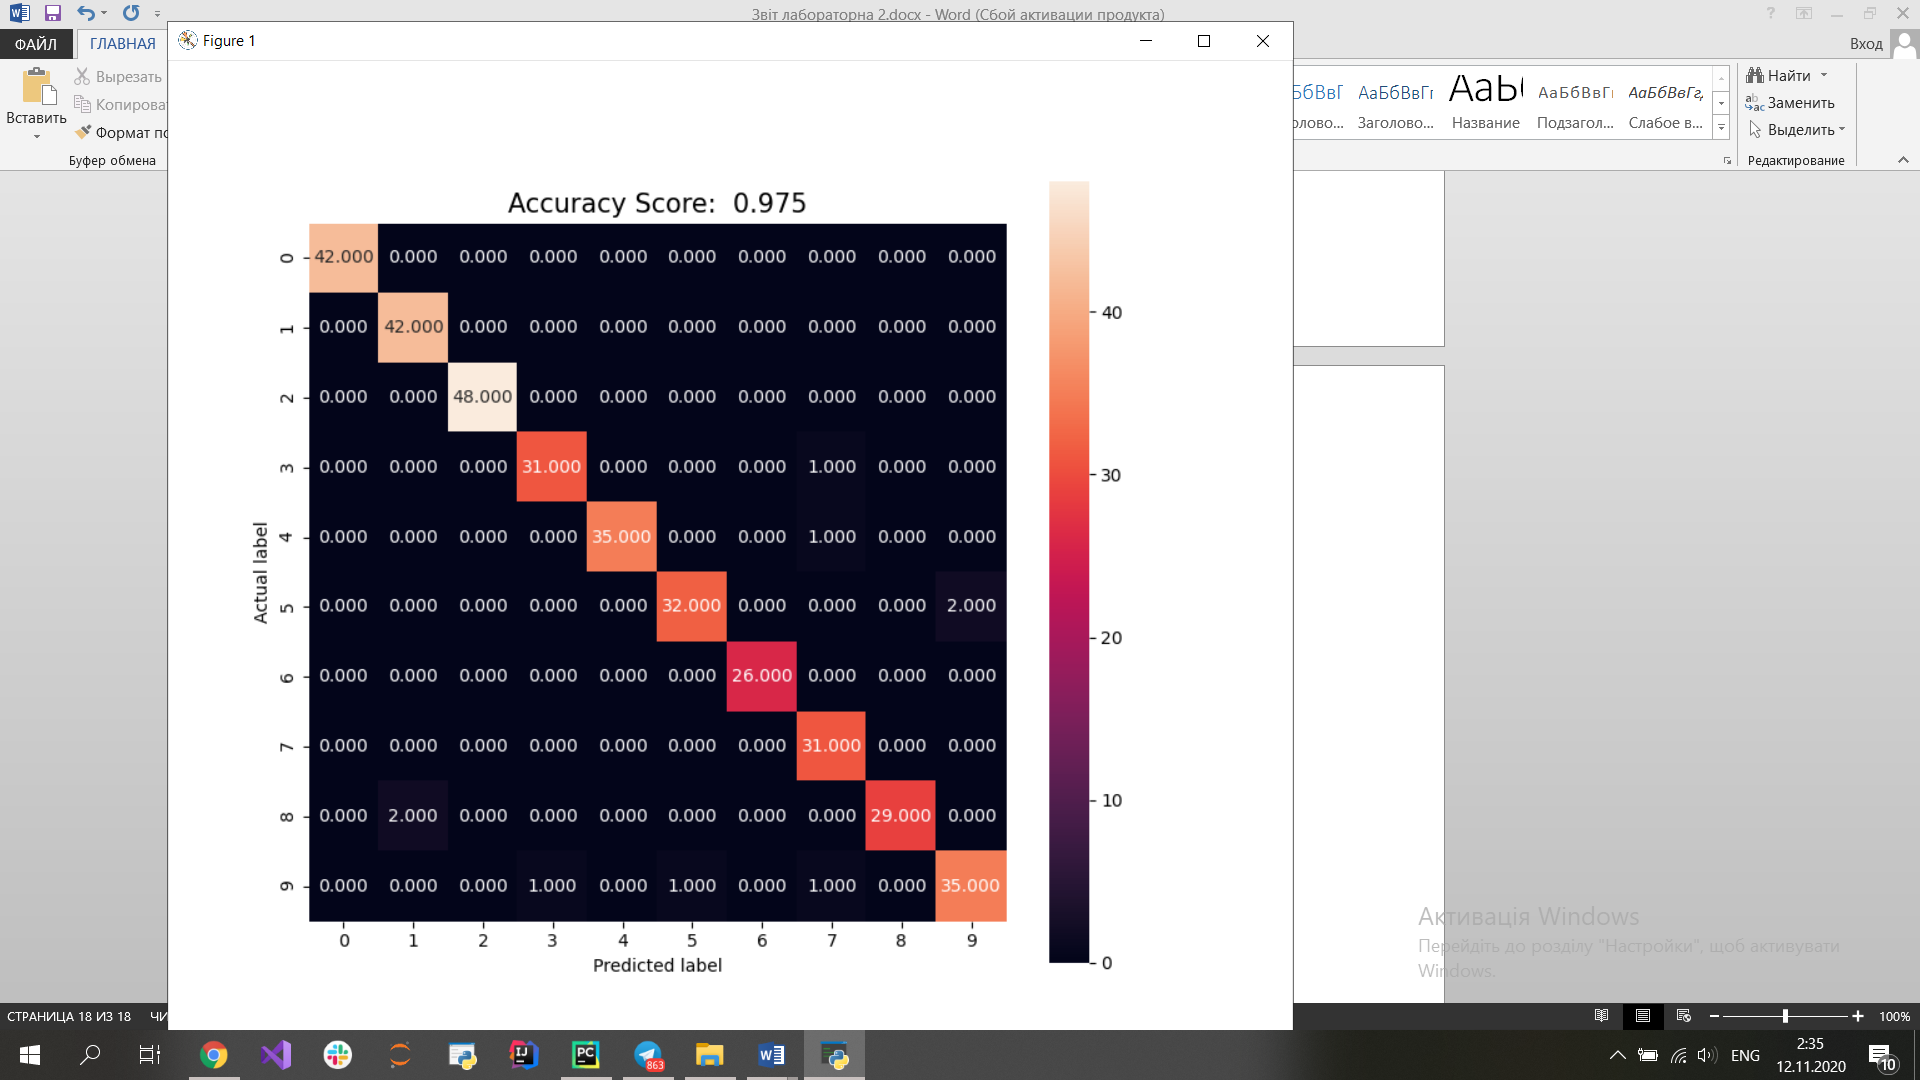 Звіт лабораторна 2.docx - Word (Сбой активации продукта)
ФАЙЛ
ГЛАВНАЯ
Вход
Вставить
Вырезать
Формат
Буфер обмена
Figure 1
АаБбВвГг
АаБбВвГг,
Заголово...
Название
Подзагол...
Слабое в...
Найти
Заменить
Выделить
Редактирование
Accuracy Score: 0.975
Actual label
0 42.000 0.000 0.000 0.000 0.000 0.000 0.000 0.000 0.000 0.000
1 0.000 42.000 0.000 0.000 0.000 0.000 0.000 0.000 0.000 0.000
2 0.000 0.000 48.000 0.000 0.000 0.000 0.000 0.000 0.000 0.000
3 0.000 0.000 0.000 31.000 0.000 0.000 0.000 1.000 0.000 0.000
4 0.000 0.000 0.000 0.000 35.000 0.000 0.000 1.000 0.000 0.000
5 0.000 0.000 0.000 0.000 0.000 32.000 0.000 0.000 0.000 2.000
6 0.000 0.000 0.000 0.000 0.000 0.000 26.000 0.000 0.000 0.000
7 0.000 0.000 0.000 0.000 0.000 0.000 0.000 31.000 0.000 0.000
8 0.000 2.000 0.000 0.000 0.000 0.000 0.000 0.000 29.000 0.000
9 0.000 0.000 0.000 1.000 0.000 1.000 0.000 1.000 0.000 35.000
0 1 2 3 4 5 6 7 8 9
Predicted label
40
30
20
10
0
Активація Windows
Перейдіть до розділу "Настройки", щоб активувати
Windows.
СТРАНИЦА 18 ИЗ 18
100%
863
ENG
2:35
12.11.2020
10